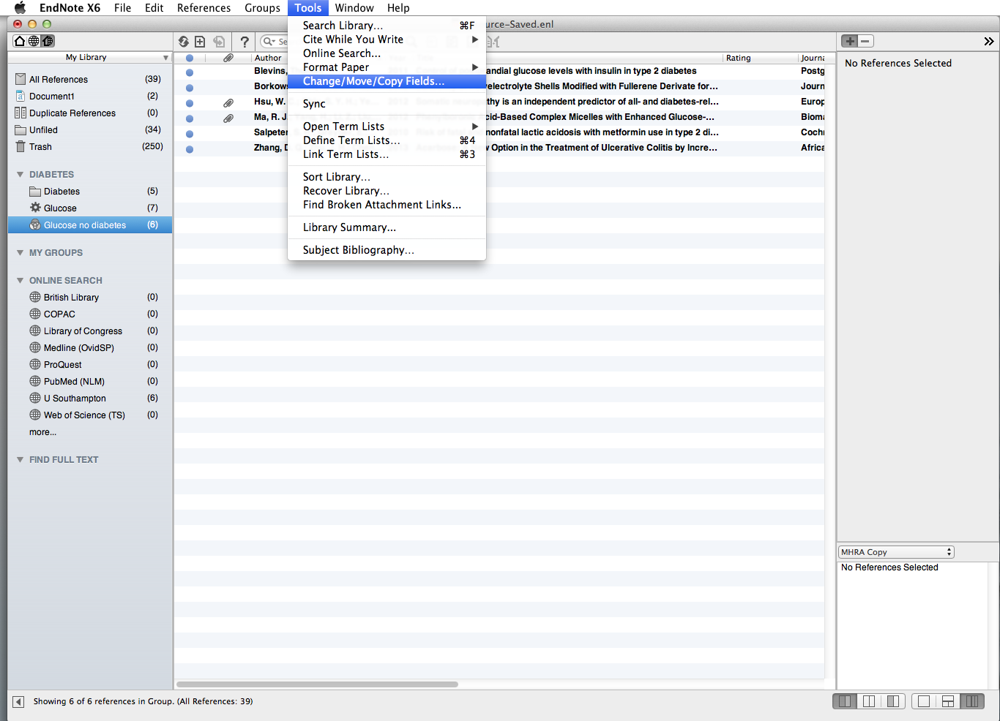 EndNote X6 File Edit References Groups Tools Window Help
urce-Saved.enl
My Library
All References (39)
Document1 (2)
Duplicate References (0)
Unfiled (34)
Trash (250)
DIABETES
Diabetes (5)
Glucose (7)
Glucose no diabetes (6)
MY GROUPS
ONLINE SEARCH
British Library (0)
COPAC (0)
Library of Congress (0)
Medline (OvidSP) (0)
ProQuest (0)
PubMed (NLM) (0)
U Southampton (6)
Web of Science (TS) (0)
more...
FIND FULL TEXT
? Se
Author Rating Journa
Blevins, andial glucose levels with insulin in type 2 diabetes Postg
Borkows electrolyte Shells Modified with Fullerene Derivate for... Journ
Hsu, W. thy is an independent predictor of all- and diabetes-rel... Europ
Ma, R. J. Acid-Based Complex Micelles with Enhanced Glucose-... Bioma
Salpeter nonfatal lactic acidosis with metformin use in type 2 di... Cochr
Zhang, D w Option in the Treatment of Ulcerative Colitis by Incre... Africa
Search Library... ⌘F
Cite While You Write ▶
Online Search...
Format Paper ▶
Change/Move/Copy Fields...
Sync
Open Term Lists ▶
Define Term Lists... ⌘4
Link Term Lists... ⌘3
Sort Library...
Recover Library...
Find Broken Attachment Links...
Library Summary...
Subject Bibliography...
No References Selected
MHRA Copy
No References Selected
Showing 6 of 6 references in Group. (All References: 39)